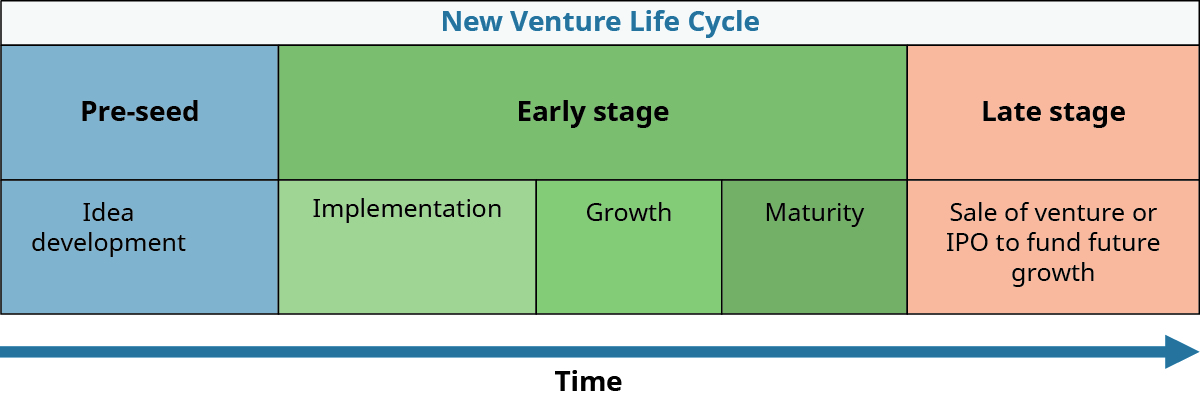 New Venture Life Cycle
Pre-seed
Early stage
Late stage
Idea
development
Implementation
Growth
Maturity
Sale of venture or
IPO to fund future
growth
Time